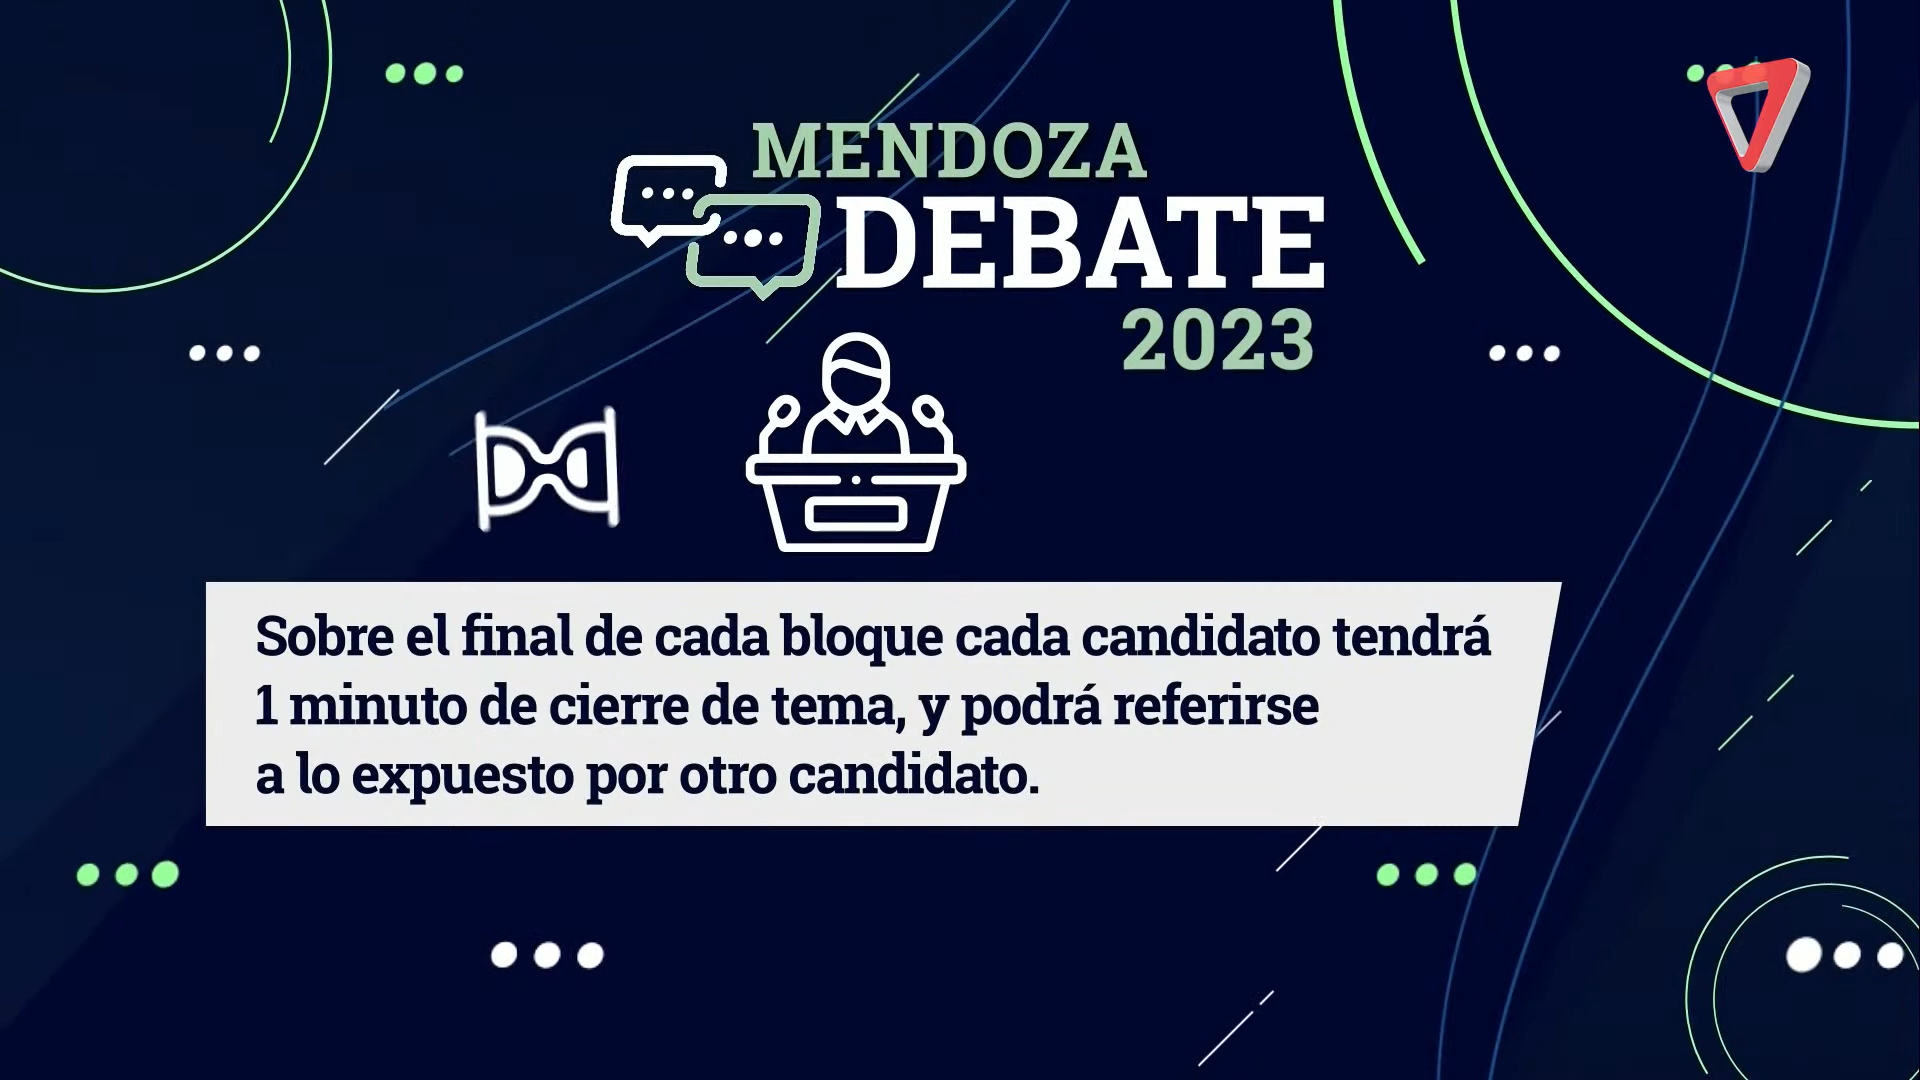 MENDOZA
DEBATE
2023
Sobre el final de cada bloque cada candidato tendrá
1 minuto de cierre de tema, y podrá referirse
a lo expuesto por otro candidato.